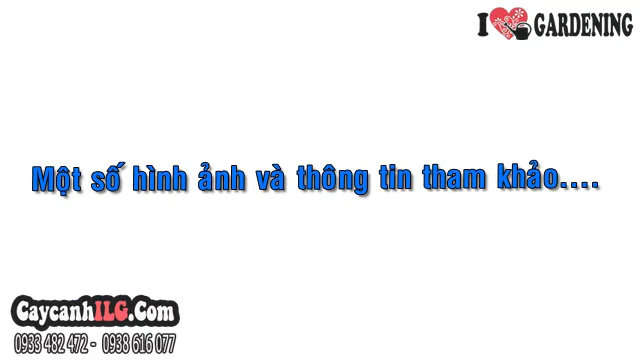 I GARDENING
Một số hình ảnh và thông tin tham khảo....
CaycanhILG.Com
0933 482 472 - 0938 616 077